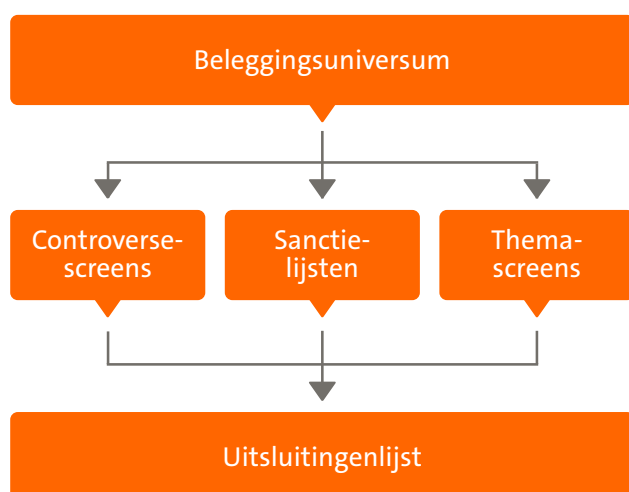 Beleggingsuniversum
Controverse-
screens
Sanctie-
lijsten
Thema-
screens
Uitsluitingenlijst